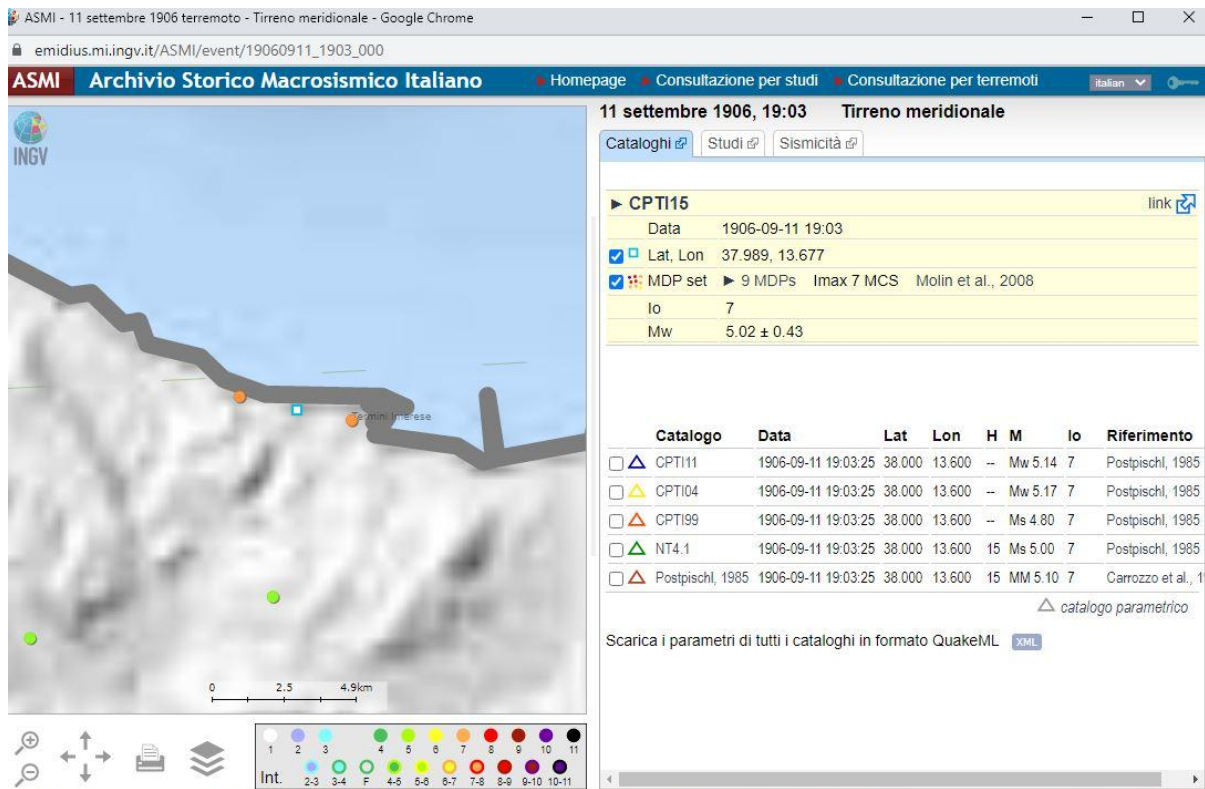 ASMI - 11 settembre 1906 terremoto - Tirreno meridionale - Google Chrome
emidius.mi.ingv.it/ASMI/event/19060911_1903_000
ASMI Archivio Storico Macrosismico Italiano Homepage Consultazione per studi Consultazione per terremoti italian
INGV
Termini Imerese
0 2.5 4.9km
1 2 3 4 5 6 7 8 9 10 11
Int. 2-3 3-4 F 4-5 5-6 6-7 7-8 8-9 9-10 10-11
11 settembre 1906, 19:03 Tirreno meridionale
Cataloghi Studi Sismicità
► CPTI15 link
Data 1906-09-11 19:03
Lat, Lon 37.989, 13.677
MDP set ► 9 MDPs Imax 7 MCS Molin et al., 2008
Io 7
Mw 5.02 ± 0.43
Catalogo Data Lat Lon H M Io Riferimento
CPTI11 1906-09-11 19:03:25 38.000 13.600 -- Mw 5.14 7 Postpischl, 1985
CPTI04 1906-09-11 19:03:25 38.000 13.600 -- Mw 5.17 7 Postpischl, 1985
CPTI99 1906-09-11 19:03:25 38.000 13.600 -- Ms 4.80 7 Postpischl, 1985
NT4.1 1906-09-11 19:03:25 38.000 13.600 15 Ms 5.00 7 Postpischl, 1985
Postpischl, 1985 1906-09-11 19:03:25 38.000 13.600 15 MM 5.10 7 Carrozzo et al., 1
catalogo parametrico
Scarica i parametri di tutti i cataloghi in formato QuakeML XML